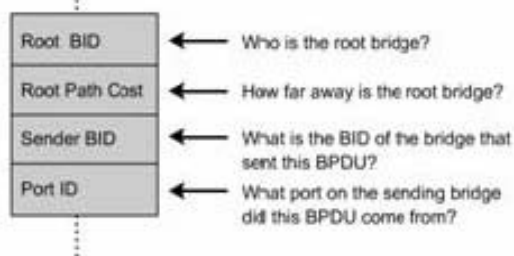 Root BID
Who is the root bridge?
Root Path Cost
How far away is the root bridge?
Sender BID
What is the BID of the bridge that
sent this BPDU?
Port ID
What port on the sending bridge
did this BPDU come from?